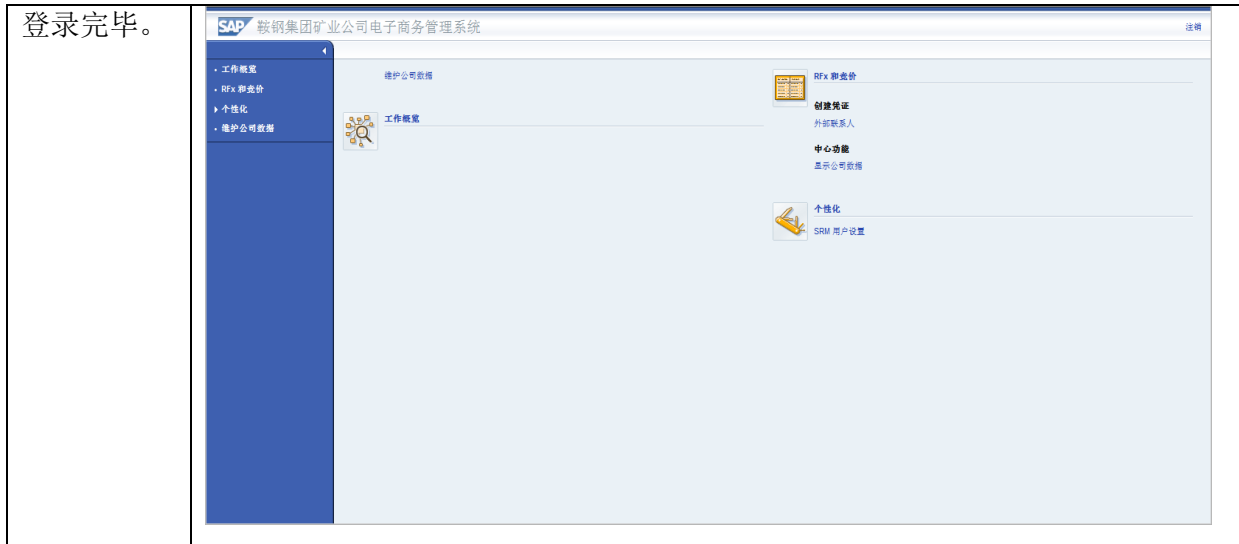 登录完毕。
SAP 鞍钢集团矿业公司电子商务管理系统
注销
工作概览
RFx 和竞价
个性化
维护公司数据
维护公司数据
工作概览
RFx 和竞价
创建凭证
外部联系人
中心功能
显示公司数据
个性化
SRM 用户设置